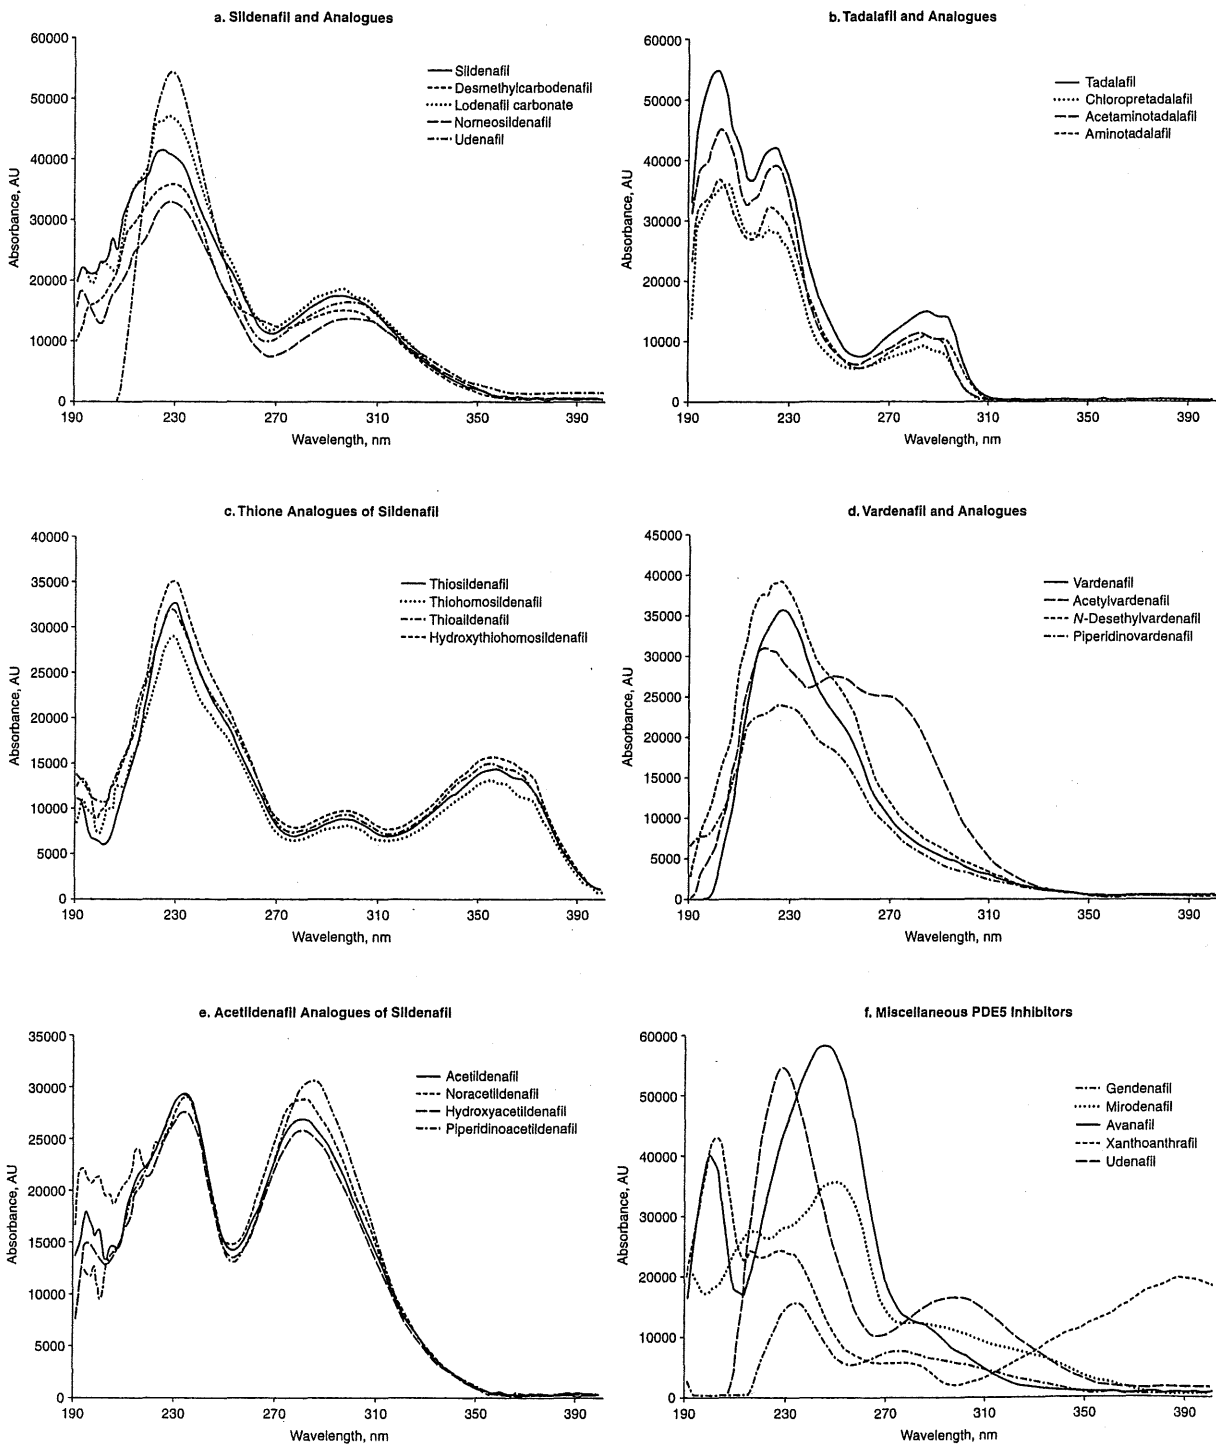 a. Sildenafil and Analogues
60000
50000
40000
30000
20000
10000
0
Absorbance, AU
Sildenafil
Desmethylcarbodenafil
Lodenafil carbonate
Norneosildenafil
Udenafil
190 230 270 310 350 390
Wavelength, nm
b. Tadalafil and Analogues
60000
50000
40000
30000
20000
10000
0
Absorbance, AU
Tadalafil
Chloropretadalafil
Acetaminotadalafil
Aminotadalafil
190 230 270 310 350 390
Wavelength, nm
c. Thione Analogues of Sildenafil
40000
35000
30000
25000
20000
15000
10000
5000
0
Absorbance, AU
Thiosildenafil
Thiohomosildenafil
Thioaildenafil
Hydroxythiohomosildenafil
190 230 270 310 350 390
Wavelength, nm
d. Vardenafil and Analogues
45000
40000
35000
30000
25000
20000
15000
10000
5000
0
Absorbance, AU
Vardenafil
Acetylvardenafil
N-Desethylvardenafil
Piperidinovardenafil
190 230 270 310 350 390
Wavelength, nm
e. Acetildenafil Analogues of Sildenafil
35000
30000
25000
20000
15000
10000
5000
0
Absorbance, AU
Acetildenafil
Noracetildenafil
Hydroxyacetildenafil
Piperidinoacetildenafil
190 230 270 310 350 390
Wavelength, nm
f. Miscellaneous PDE5 Inhibitors
60000
50000
40000
30000
20000
10000
0
Absorbance, AU
Gendenafil
Mirodenafil
Avanafil
Xanthoanthrafil
Udenafil
190 230 270 310 350 390
Wavelength, nm